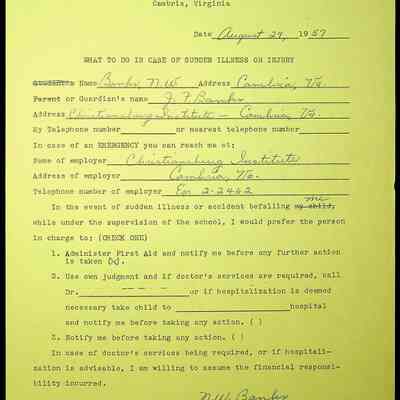 Cambria, Virginia
Date August 29, 1957
WHAT TO DO IN CASE OF SUDDEN ILLNESS OR INJURY
Student's Name Banks, N.W. Address Cambria, Va.
Parent or Guardian's name J. F. Banks
Address Christiansburg Institute — Cambria, Va.
My Telephone number or nearest telephone number
In case of an EMERGENCY you can reach me at:
Name of employer Christiansburg Institute
Address of employer Cambria, Va.
Telephone number of employer 2-2462
me
In the event of sudden illness or accident befalling my child,
while under the supervision of the school, I would prefer the person
in charge to: (CHECK ONE)
1. Administer First Aid and notify me before any further action
is taken (x).
2. Use own judgment and if doctor's services are required, call
Dr. or if hospitalization is deemed
necessary take child to hospital
and notify me before taking any action. ( )
3. Notify me before taking any action. ( )
In case of doctor's services being required, or if hospitali-
zation is advisable, I am willing to assume the financial responsi-
bility incurred.
N.W. Banks